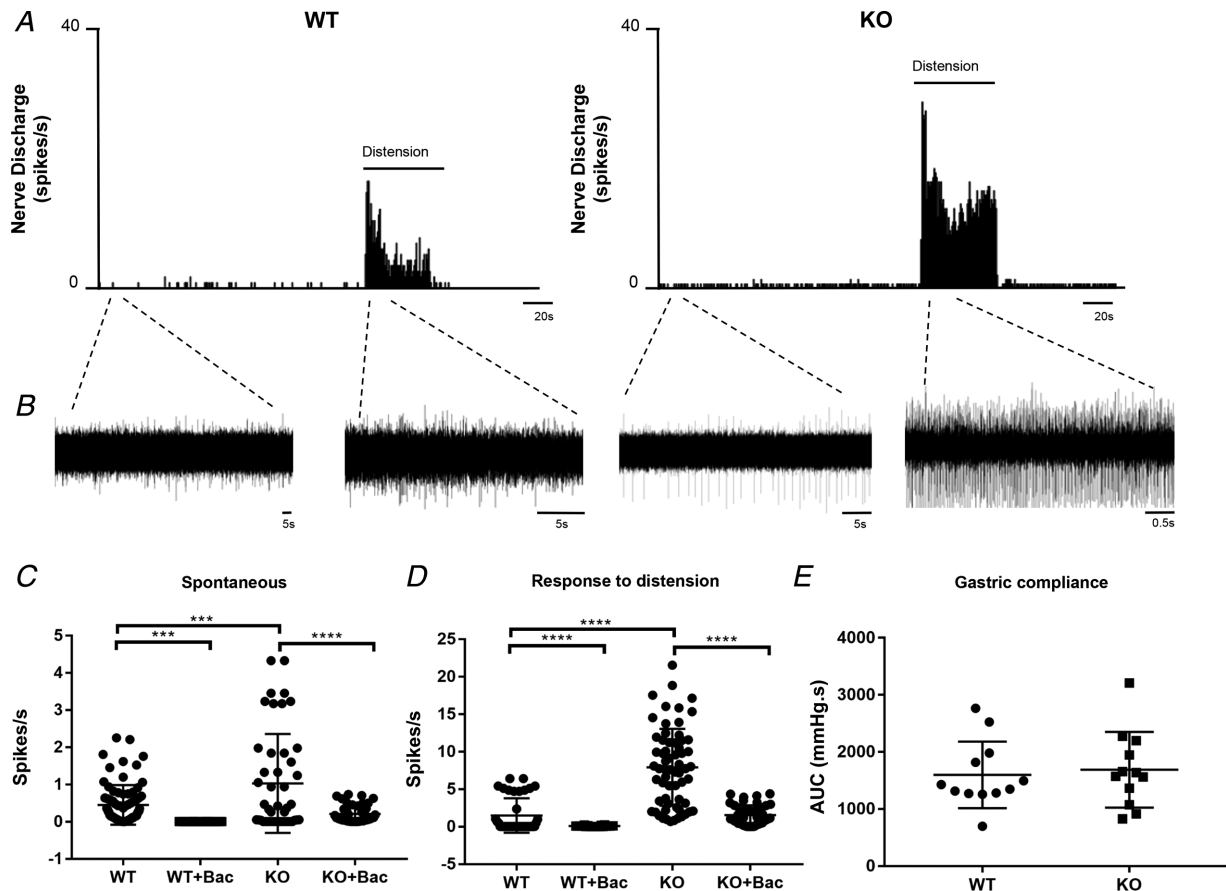 A
WT
KO
40
0
Nerve Discharge
(spikes/s)
Distension
20s
40
0
Nerve Discharge
(spikes/s)
Distension
20s
B
5s
5s
5s
0.5s
C
Spontaneous
***
***
****
5
4
3
2
1
0
-1
Spikes/s
WT
WT+Bac
KO
KO+Bac
D
Response to distension
****
****
****
25
20
15
10
5
0
-5
Spikes/s
WT
WT+Bac
KO
KO+Bac
E
Gastric compliance
4000
3000
2000
1000
0
AUC (mmHg.s)
WT
KO